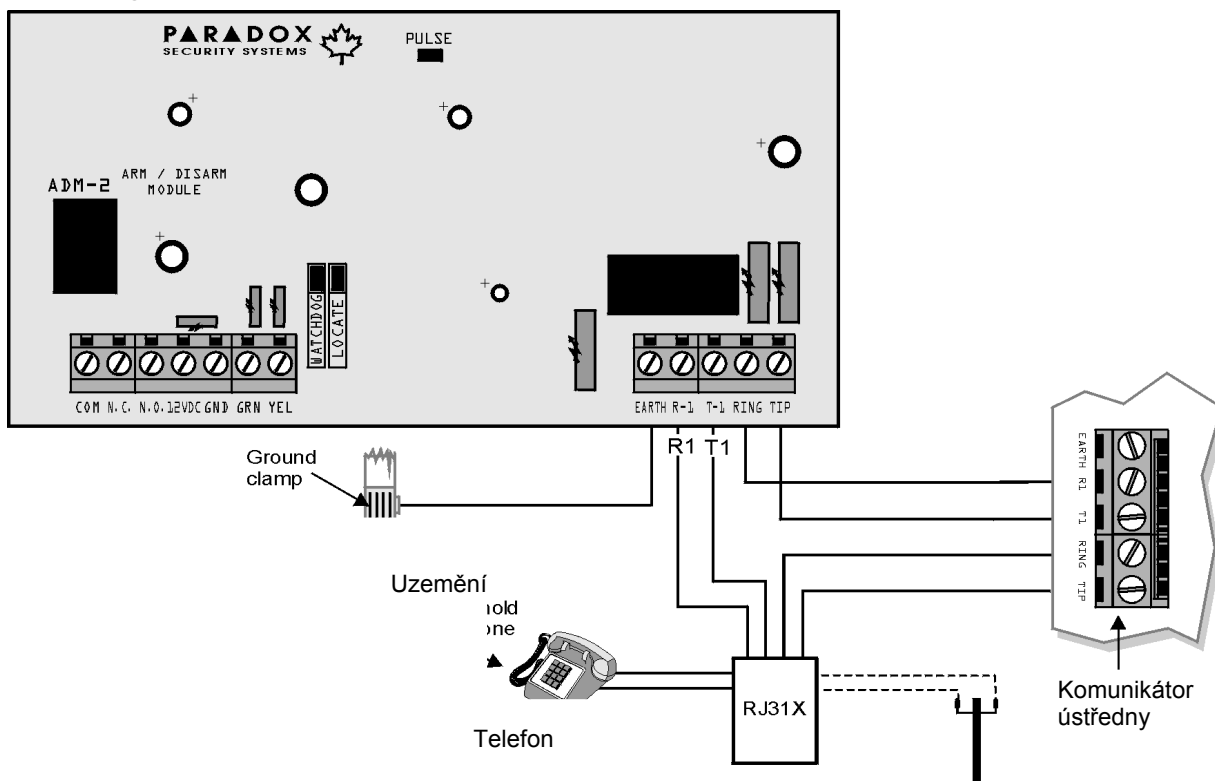 PARADOX
SECURITY SYSTEMS
PULSE
ADM-2
ARM / DISARM
MODULE
WATCHDOG
LOCATE
COM N.C. N.O. 12VDC GND GRN YEL
EARTH R-1 T-1 RING TIP
R1 T1
EARTH
R1
T1
RING
TIP
Ground
clamp
Uzemění
Telefon
RJ31X
Komunikátor
ústředny